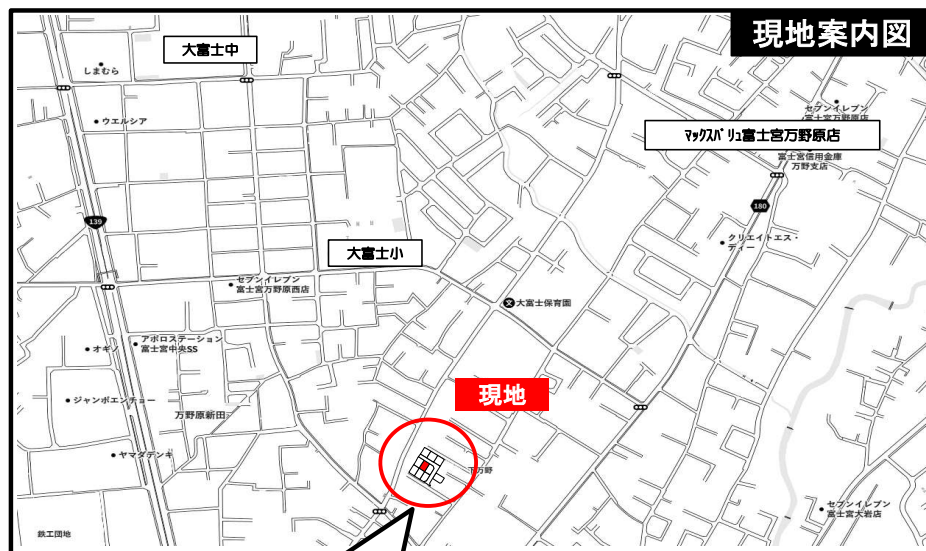 現地案内図
大富士中
しまむら
ウエルシア
セブンイレブン
富士宮万野原店
マックスバリュ富士宮万野原店
富士宮信用金庫
万野支店
139
180
クリエイトエス・
ディー
大富士小
セブンイレブン
富士宮万野原西店
大富士保育園
アポロステーション
富士宮中央SS
オギノ
現地
ジャンボエンチョー
万野原新田
ヤマダデンキ
下万野
セブンイレブン
富士宮大岩店
鉄工団地